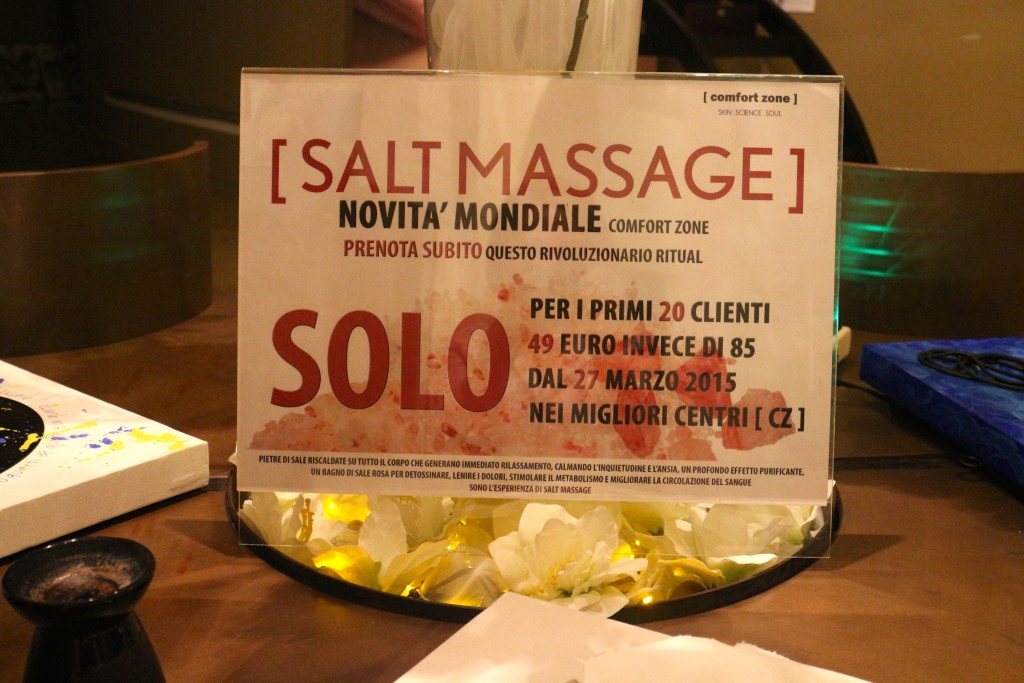 [ comfort zone ]
SKIN SCIENCE SOUL
[ SALT MASSAGE ]
NOVITA' MONDIALE COMFORT ZONE
PRENOTA SUBITO QUESTO RIVOLUZIONARIO RITUAL
SOLO
PER I PRIMI 20 CLIENTI
49 EURO INVECE DI 85
DAL 27 MARZO 2015
NEI MIGLIORI CENTRI [ CZ ]
PIETRE DI SALE RISCALDATE SU TUTTO IL CORPO CHE GENERANO IMMEDIATO RILASSAMENTO, CALMANDO L'INQUIETUDINE E L'ANSIA, UN PROFONDO EFFETTO PURIFICANTE,
UN BAGNO DI SALE ROSA PER DETOSSINARE, LENIRE I DOLORI, STIMOLARE IL METABOLISMO E MIGLIORARE LA CIRCOLAZIONE DEL SANGUE
SONO L'ESPERIENZA DI SALT MASSAGE